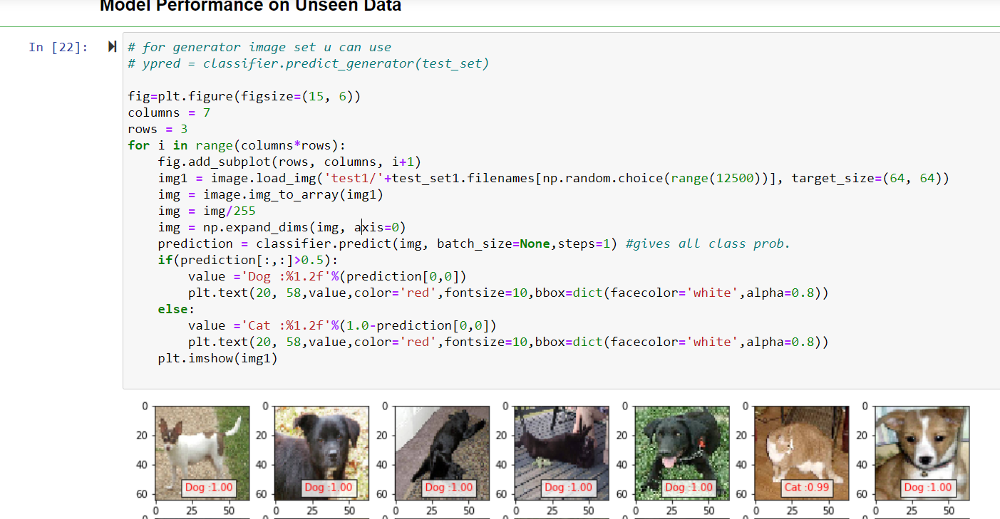 Model Performance on Unseen Data
In [22]:
# for generator image set u can use
# ypred = classifier.predict_generator(test_set)
fig=plt.figure(figsize=(15, 6))
columns = 7
rows = 3
for i in range(columns*rows):
    fig.add_subplot(rows, columns, i+1)
    img1 = image.load_img('test1/'+test_set1.filenames[np.random.choice(range(12500))], target_size=(64, 64))
    img = image.img_to_array(img1)
    img = img/255
    img = np.expand_dims(img, axis=0)
    prediction = classifier.predict(img, batch_size=None,steps=1) #gives all class prob.
    if(prediction[:,:]>0.5):
        value ='Dog :%1.2f'%(prediction[0,0])
        plt.text(20, 58,value,color='red',fontsize=10,bbox=dict(facecolor='white',alpha=0.8))
    else:
        value ='Cat :%1.2f'%(1.0-prediction[0,0])
        plt.text(20, 58,value,color='red',fontsize=10,bbox=dict(facecolor='white',alpha=0.8))
    plt.imshow(img1)
0 0 0 0 0 0 0
20 20 20 20 20 20 20
40 40 40 40 40 40 40
60 Dog :1.00 60 Dog :1.00 60 Dog :1.00 60 Dog :1.00 60 Dog :1.00 60 Cat :0.99 60 Dog :1.00
0 25 50 0 25 50 0 25 50 0 25 50 0 25 50 0 25 50 0 25 50